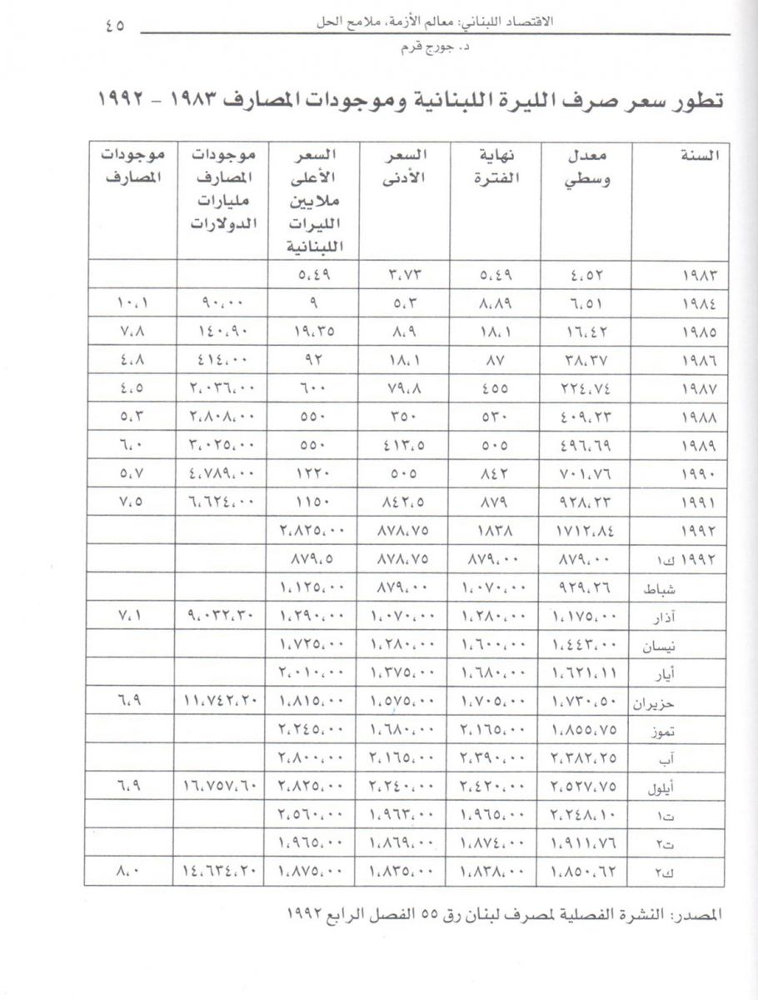 الاقتصاد اللبناني: معالم الأزمة، ملامح الحل ٤٥
د. جورج قرم
تطور سعر صرف الليرة اللبنانية وموجودات المصارف ١٩٨٣ – ١٩٩٢
السنة معدل نهاية السعر السعر موجودات موجودات
وسطي الفترة الأدنى الأعلى المصارف المصارف
ملايين مليارات
الليرات الدولارات
اللبنانية
١٩٨٣ ٤،٥٢ ٥،٤٩ ٣،٧٣ ٥،٤٩
١٩٨٤ ٦،٥١ ٨،٨٩ ٥،٣ ٩ ٩٠،٠٠ ١٠،١
١٩٨٥ ١٦،٤٢ ١٨،١ ٨،٩ ١٩،٣٥ ١٤٠،٩٠ ٧،٨
١٩٨٦ ٣٨،٣٧ ٨٧ ١٨،١ ٩٢ ٤١٤،٠٠ ٤،٨
١٩٨٧ ٢٢٤،٧٤ ٤٥٥ ٧٩،٨ ٦٠٠ ٢،٠٣٦،٠٠ ٤،٥
١٩٨٨ ٤٠٩،٢٣ ٥٣٠ ٣٥٠ ٥٥٠ ٢،٨٠٨،٠٠ ٥،٣
١٩٨٩ ٤٩٦،٦٩ ٥٠٥ ٤١٣،٥ ٥٥٠ ٣،٠٢٥،٠٠ ٦،٠
١٩٩٠ ٧٠١،٧٦ ٨٤٢ ٥٠٥ ١٢٢٠ ٤،٧٨٩،٠٠ ٥،٧
١٩٩١ ٩٢٨،٢٣ ٨٧٩ ٨٤٢،٥ ١١٥٠ ٦،٦٢٤،٠٠ ٧،٥
١٩٩٢ ١٧١٢،٨٤ ١٨٣٨ ٨٧٨،٧٥ ٢،٨٢٥،٠٠
١٩٩٢ ك١ ٨٧٩،٠٠ ٨٧٩،٠٠ ٨٧٨،٧٥ ٨٧٩،٥
شباط ٩٢٩،٢٦ ١،٠٧٠،٠٠ ٨٧٩،٠٠ ١،١٢٥،٠٠
آذار ١،١٧٥،٠٠ ١،٢٨٠،٠٠ ١،٠٧٠،٠٠ ١،٢٩٠،٠٠ ٩،٠٣٢،٣٠ ٧،١
نيسان ١،٤٤٣،٠٠ ١،٦٠٠،٠٠ ١،٢٨٠،٠٠ ١،٧٢٥،٠٠
أيار ١،٦٢١،١١ ١،٦٨٠،٠٠ ١،٣٧٥،٠٠ ٢،٠١٠،٠٠
حزيران ١،٧٣٠،٥٠ ١،٧٠٥،٠٠ ١،٥٧٥،٠٠ ١،٨١٥،٠٠ ١١،٧٤٢،٢٠ ٦،٩
تموز ١،٨٥٥،٧٥ ٢،١٦٥،٠٠ ١،٦٨٠،٠٠ ٢،٢٤٥،٠٠
آب ٢،٣٨٢،٢٥ ٢،٣٩٠،٠٠ ٢،١٦٥،٠٠ ٢،٨٠٠،٠٠
أيلول ٢،٥٢٧،٧٥ ٢،٤٢٠،٠٠ ٢،٢٤٠،٠٠ ٢،٨٢٥،٠٠ ١٦،٧٥٧،٦٠ ٦،٩
ت١ ٢،٢٤٨،١٠ ١،٩٦٥،٠٠ ١،٩٦٣،٠٠ ٢،٥٦٠،٠٠
ت٢ ١،٩١١،٧٦ ١،٨٧٤،٠٠ ١،٨٦٩،٠٠ ١،٩٦٥،٠٠
ك٢ ١،٨٥٠،٦٢ ١،٨٣٨،٠٠ ١،٨٣٥،٠٠ ١،٨٧٥،٠٠ ١٤،٦٣٤،٢٠ ٨،٠
المصدر: النشرة الفصلية لمصرف لبنان رق ٥٥ الفصل الرابع ١٩٩٢